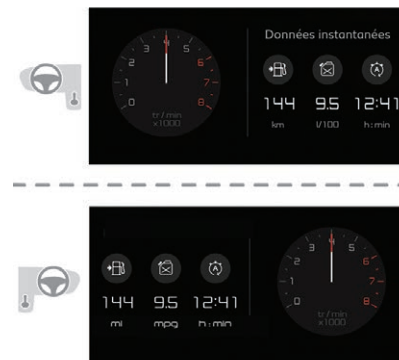 0 1 2 3 4 5 6 7 8
tr/min
x1000
Données instantanées
A
144 9.5 12:41
km l/100 h:min
A
144 9.5 12:41
mi mpg h:min
0 1 2 3 4 5 6 7 8
tr/min
x1000